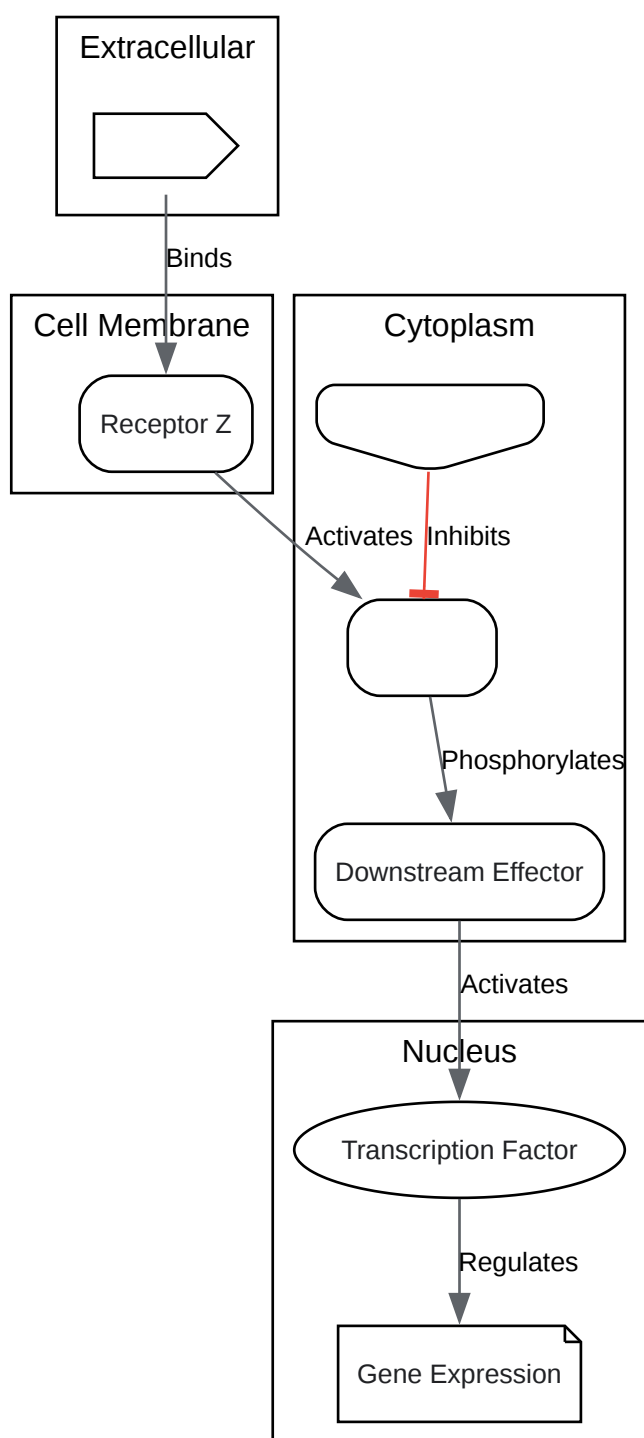 Extracellular
Binds
Cell Membrane
Receptor Z
Cytoplasm
Activates
Inhibits
Phosphorylates
Downstream Effector
Activates
Nucleus
Transcription Factor
Regulates
Gene Expression